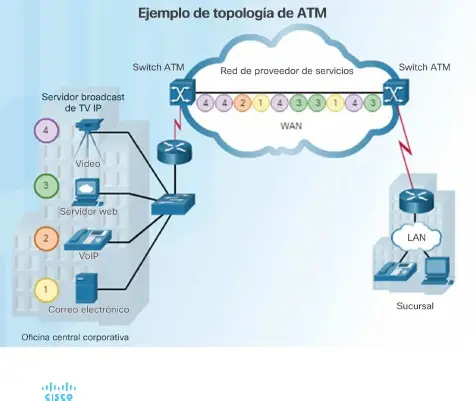 Ejemplo de topología de ATM
Switch ATM
Red de proveedor de servicios
Switch ATM
4 4 2 1 4 3 3 1 4 3
WAN
Servidor broadcast
de TV IP
4
Video
3
Servidor web
2
VoIP
1
Correo electrónico
Oficina central corporativa
LAN
Sucursal
CISCO